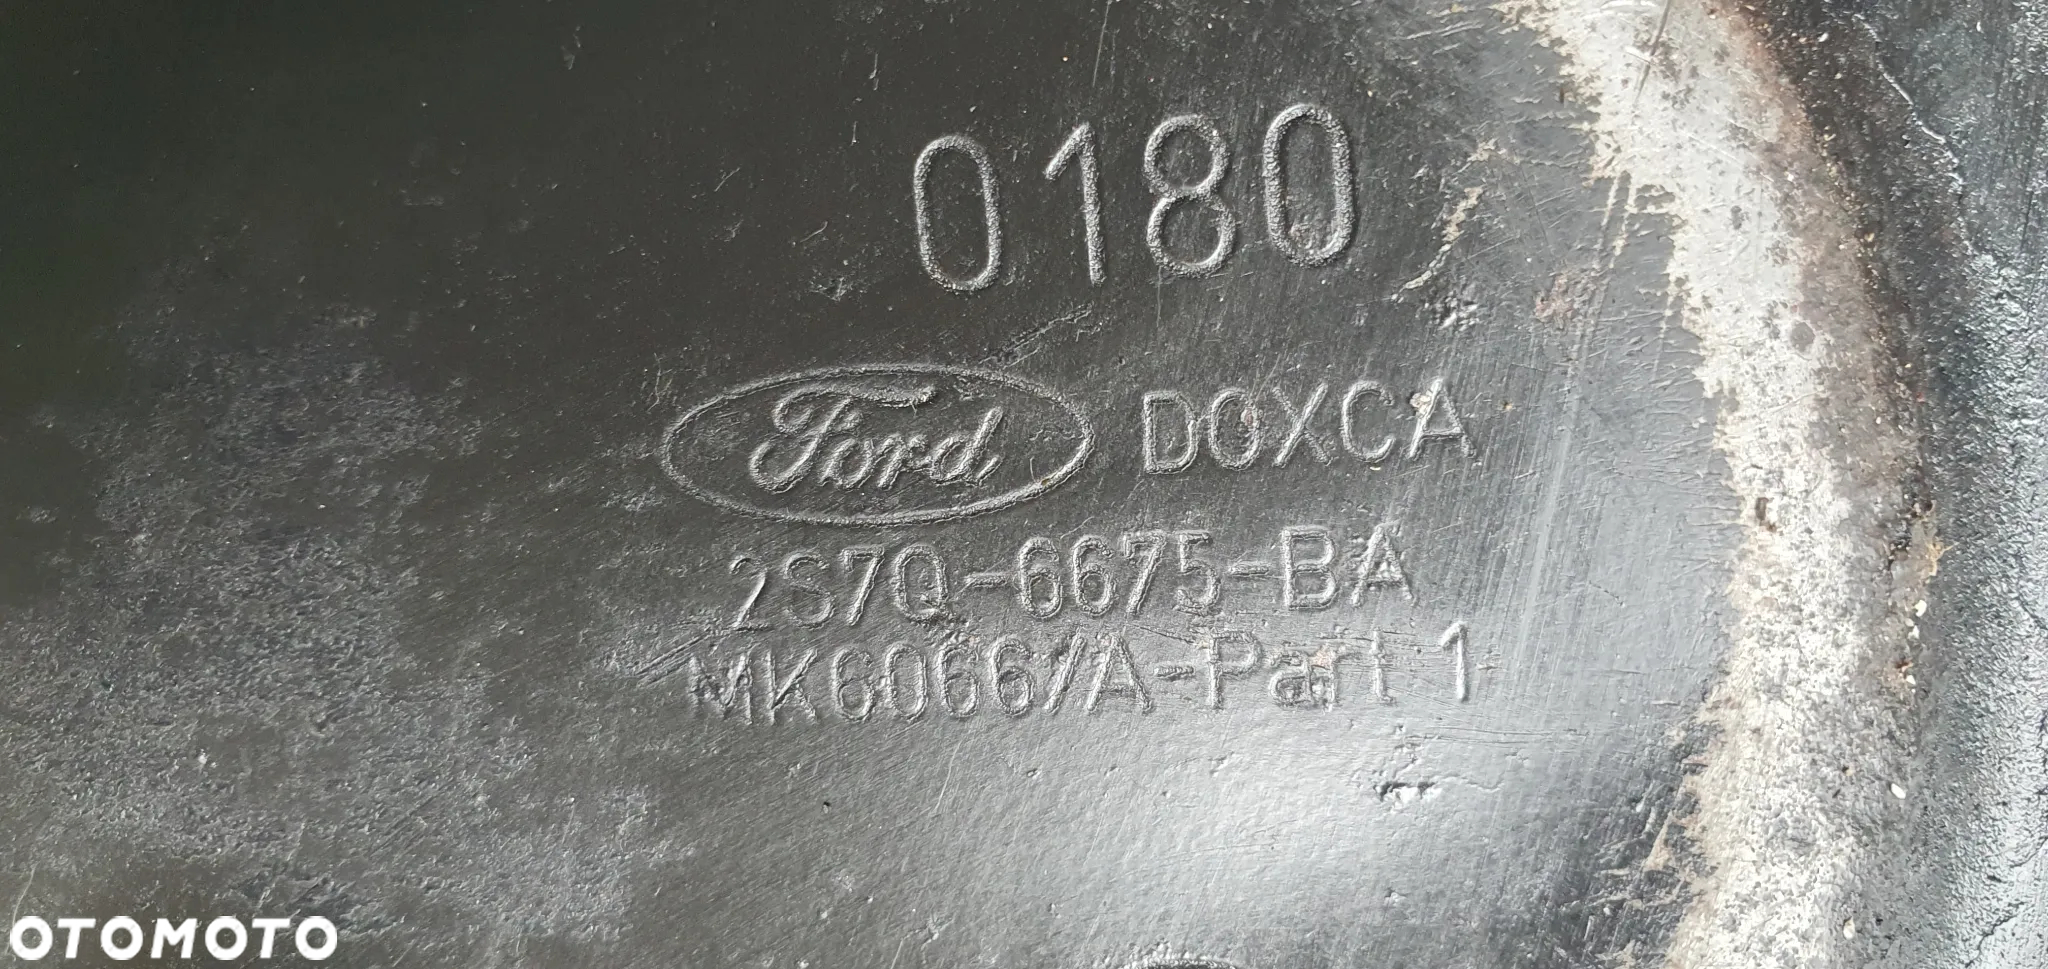 0180
Ford DOXCA
2S7Q-6675-BA
MK6066/A-Part 1
OTOMOTO